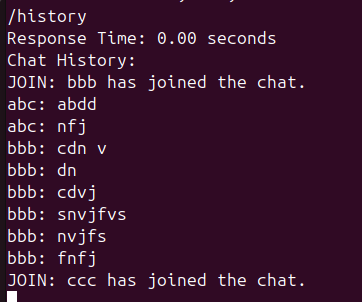 /history
Response Time: 0.00 seconds
Chat History:
JOIN: bbb has joined the chat.
abc: abdd
abc: nfj
bbb: cdn v
bbb: dn
bbb: cdvj
bbb: snvjfvs
bbb: nvjfs
bbb: fnfj
JOIN: ccc has joined the chat.